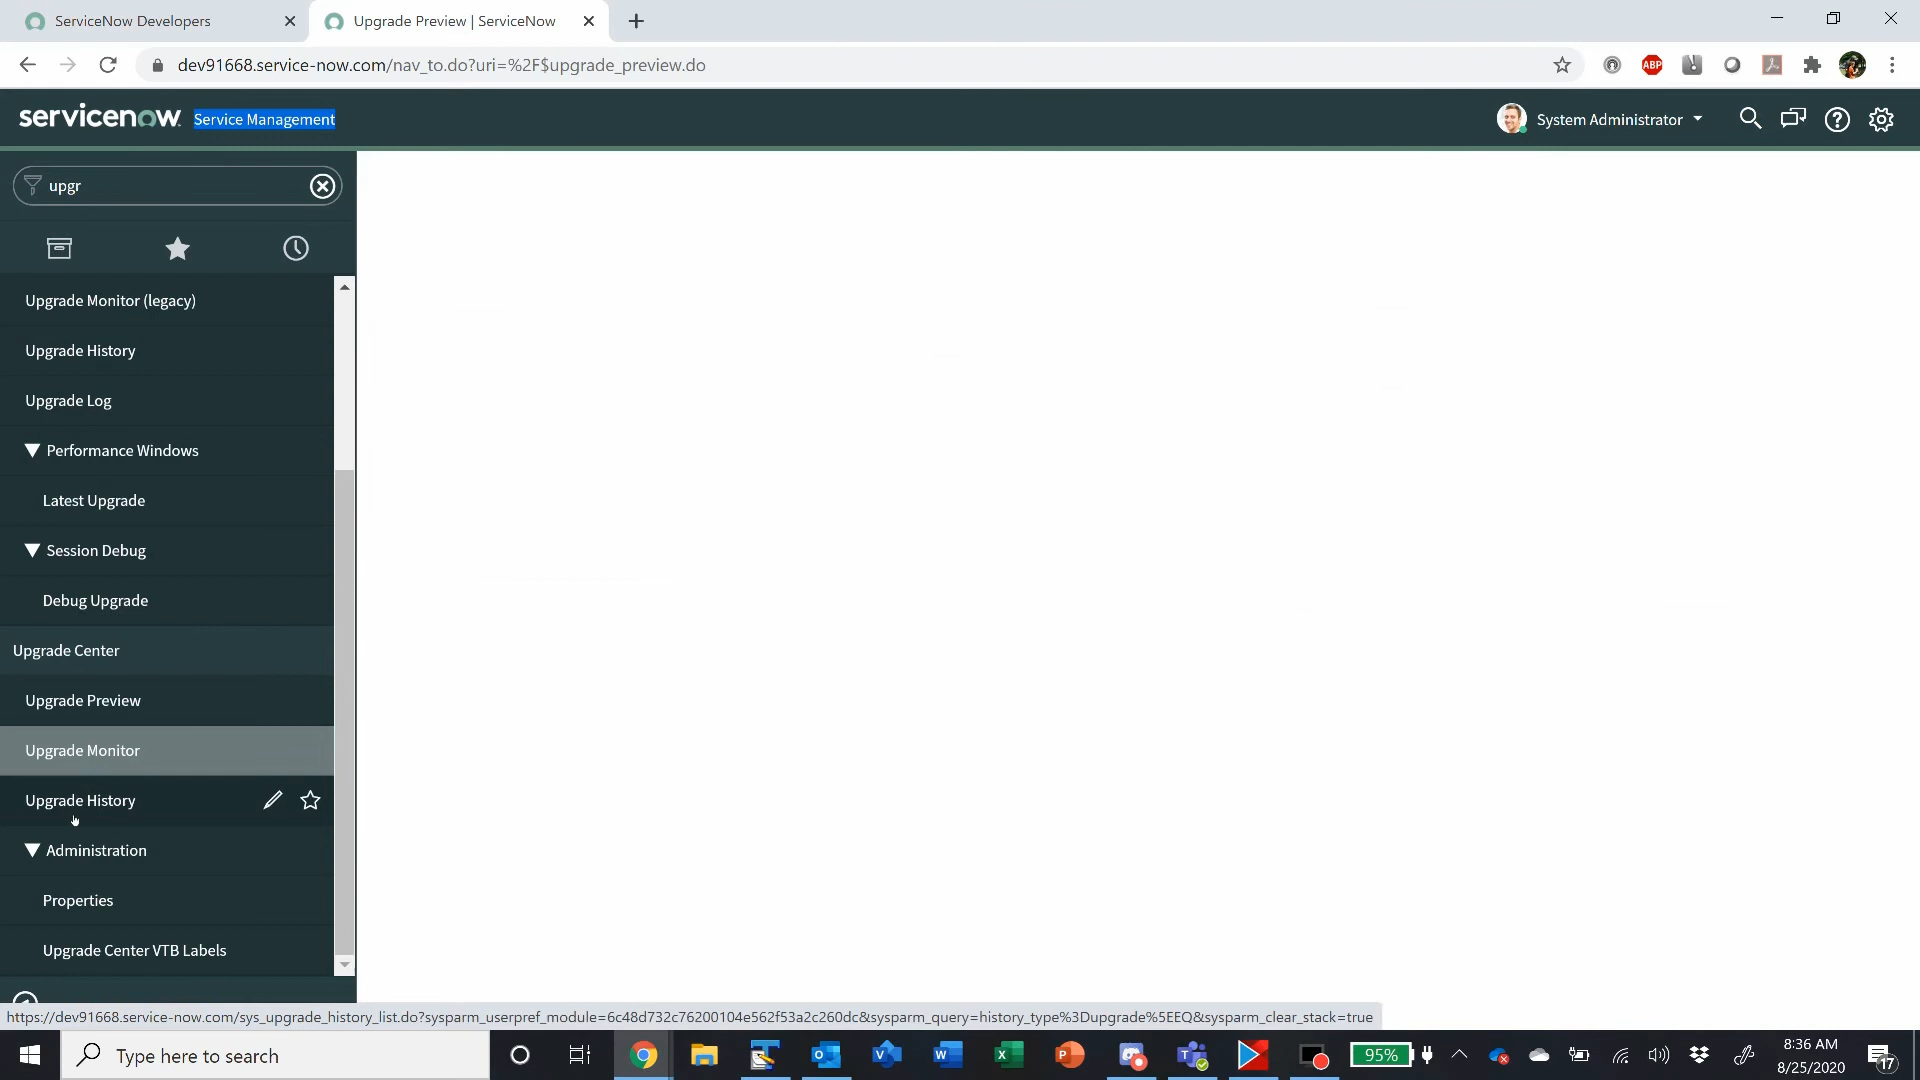 ServiceNow Developers
Upgrade Preview | ServiceNow
dev91668.service-now.com/nav_to.do?uri=%2F$upgrade_preview.do
ABP
servicenow Service Management
System Administrator
upgr
Upgrade Monitor (legacy)
Upgrade History
Upgrade Log
Performance Windows
Latest Upgrade
Session Debug
Debug Upgrade
Upgrade Center
Upgrade Preview
Upgrade Monitor
Upgrade History
Administration
Properties
Upgrade Center VTB Labels
https://dev91668.service-now.com/sys_upgrade_history_list.do?sysparm_userpref_module=6c48d732c76200104e562f53a2c260dc&sysparm_query=history_type%3Dupgrade%5EEQ&sysparm_clear_stack=true
Type here to search
95%
8:36 AM
8/25/2020
17